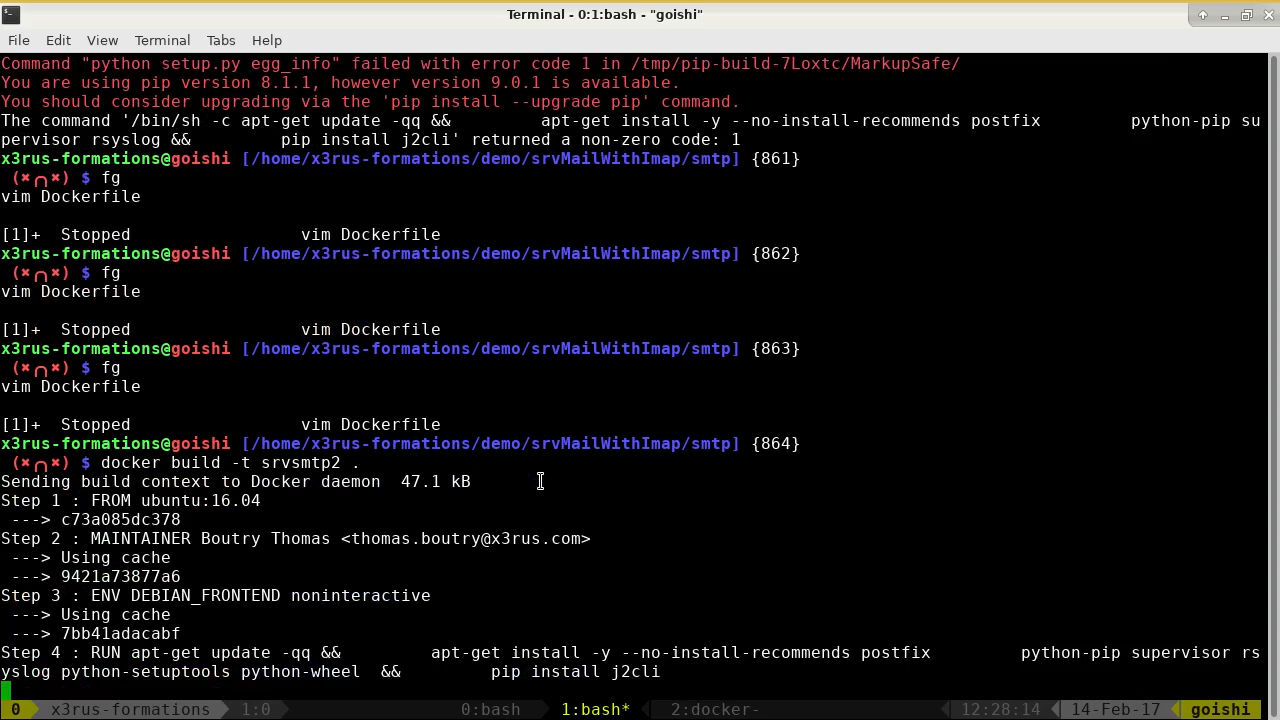 Terminal - 0:1:bash - "goishi"
File Edit View Terminal Tabs Help
Command "python setup.py egg_info" failed with error code 1 in /tmp/pip-build-7Loxtc/MarkupSafe/
You are using pip version 8.1.1, however version 9.0.1 is available.
You should consider upgrading via the 'pip install --upgrade pip' command.
The command '/bin/sh -c apt-get update -qq &&         apt-get install -y --no-install-recommends postfix         python-pip su
pervisor rsyslog &&         pip install j2cli' returned a non-zero code: 1
x3rus-formations@goishi [/home/x3rus-formations/demo/srvMailWithImap/smtp] {861}
(✖╭╮✖) $ fg
vim Dockerfile
[1]+  Stopped                 vim Dockerfile
x3rus-formations@goishi [/home/x3rus-formations/demo/srvMailWithImap/smtp] {862}
(✖╭╮✖) $ fg
vim Dockerfile
[1]+  Stopped                 vim Dockerfile
x3rus-formations@goishi [/home/x3rus-formations/demo/srvMailWithImap/smtp] {863}
(✖╭╮✖) $ fg
vim Dockerfile
[1]+  Stopped                 vim Dockerfile
x3rus-formations@goishi [/home/x3rus-formations/demo/srvMailWithImap/smtp] {864}
(✖╭╮✖) $ docker build -t srvsmtp2 .
Sending build context to Docker daemon  47.1 kB
Step 1 : FROM ubuntu:16.04
---> c73a085dc378
Step 2 : MAINTAINER Boutry Thomas <thomas.boutry@x3rus.com>
---> Using cache
---> 9421a73877a6
Step 3 : ENV DEBIAN_FRONTEND noninteractive
---> Using cache
---> 7bb41adacabf
Step 4 : RUN apt-get update -qq &&         apt-get install -y --no-install-recommends postfix         python-pip supervisor rs
yslog python-setuptools python-wheel  &&         pip install j2cli
0 x3rus-formations 1:0 0:bash 1:bash* 2:docker- 12:28:14 14-Feb-17 goishi